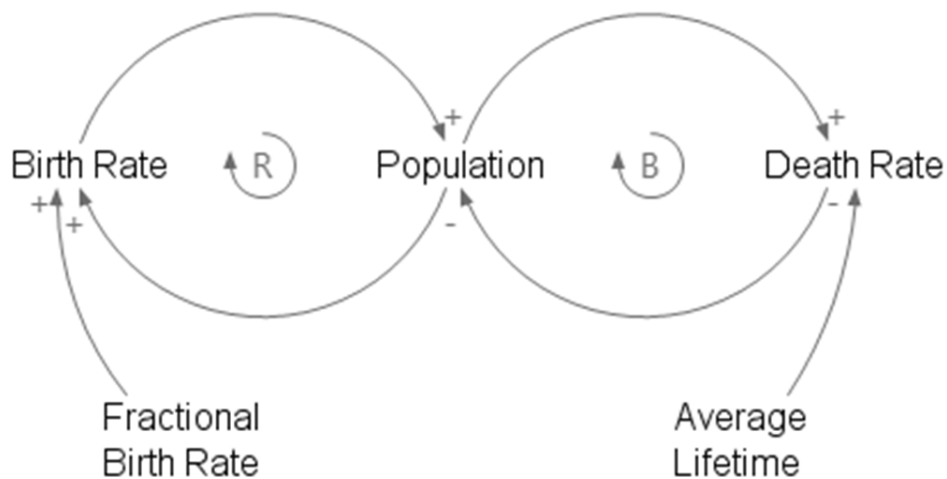 + +
Birth Rate R Population B Death Rate
+ + - -
Fractional Average
Birth Rate Lifetime